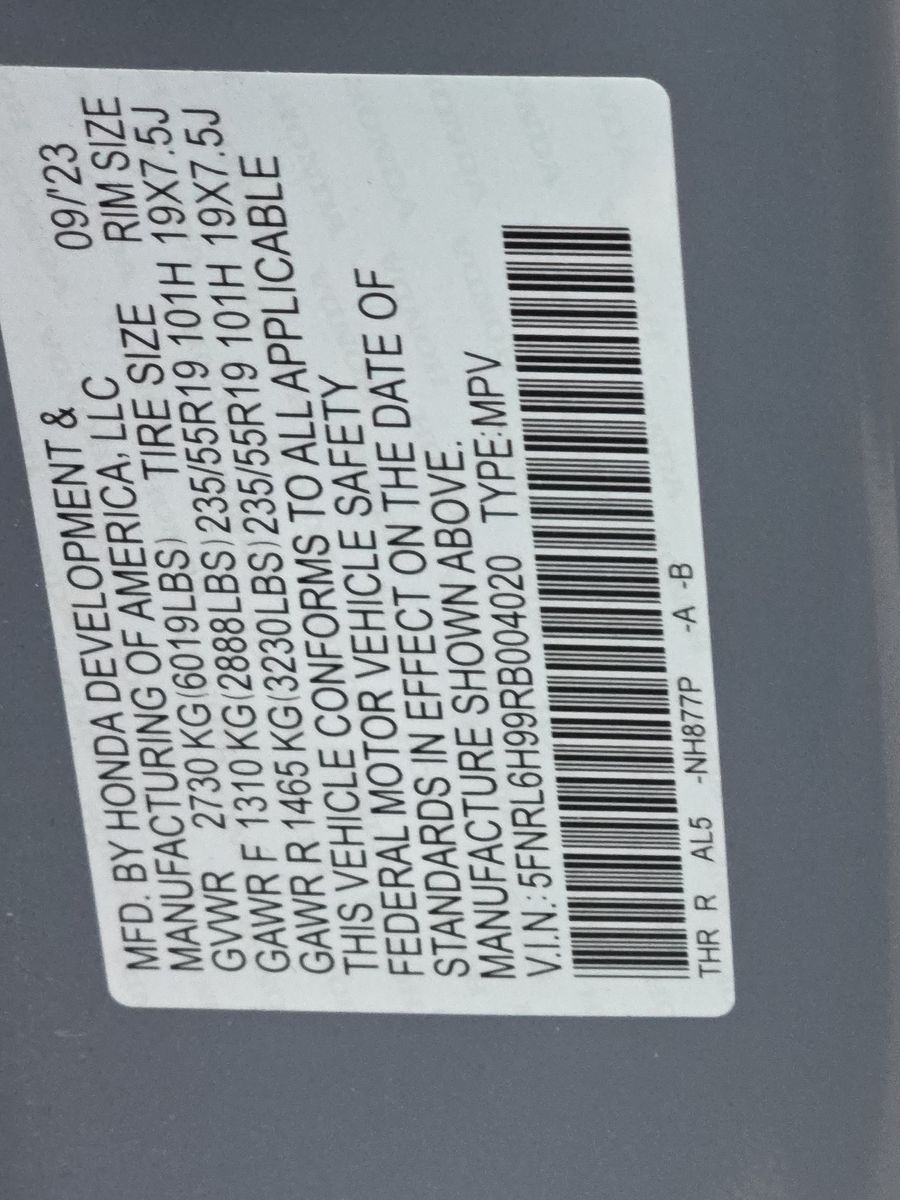 MFD. BY HONDA DEVELOPMENT & 09/'23
MANUFACTURING OF AMERICA, LLC RIM SIZE
GVWR 2730 KG(6019LBS) TIRE SIZE
GAWR F 1310 KG(2888LBS)235/55R19 101H 19X7.5J
GAWR R 1465 KG(3230LBS)235/55R19 101H 19X7.5J
THIS VEHICLE CONFORMS TO ALL APPLICABLE
FEDERAL MOTOR VEHICLE SAFETY
STANDARDS IN EFFECT ON THE DATE OF
MANUFACTURE SHOWN ABOVE.
V.I.N.:5FNRL6H99RB004020 TYPE:MPV
THR R AL5 -NH877P -A -B